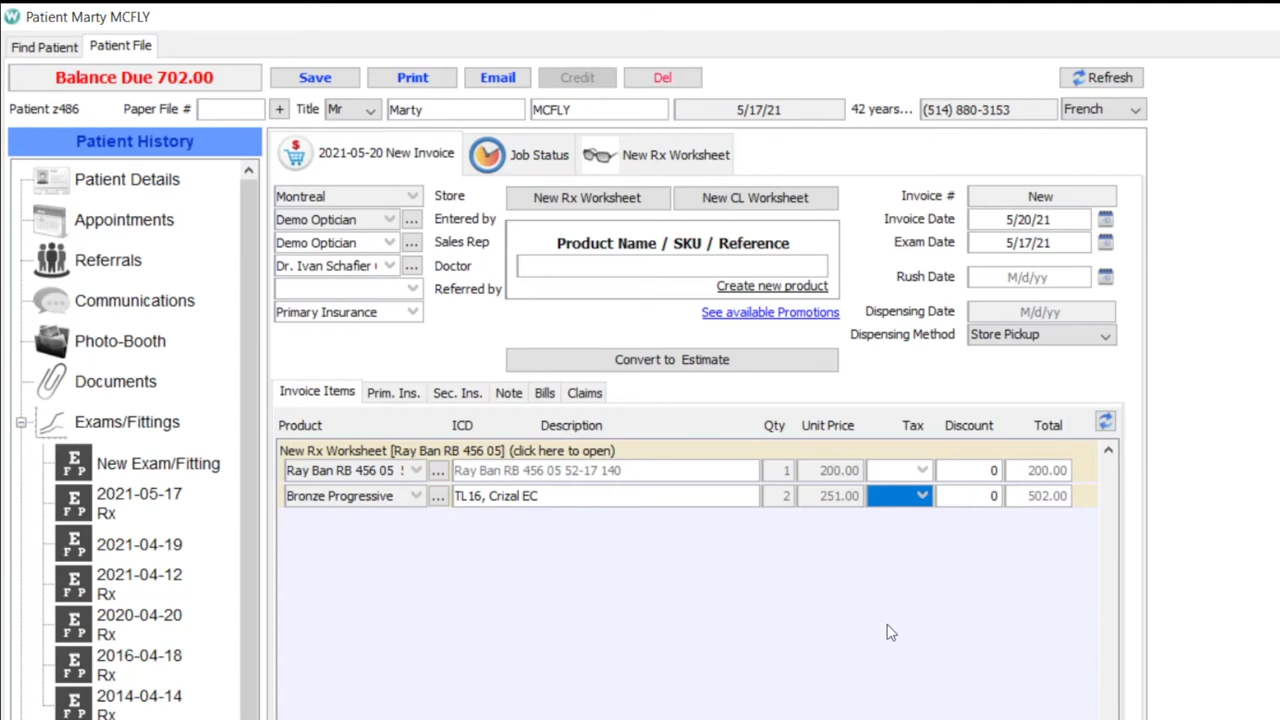 Patient Marty MCFLY
Find Patient Patient File
Balance Due 702.00 Save Print Email Credit Del Refresh
Patient z486 Paper File # + Title Mr Marty MCFLY 5/17/21 42 years... (514) 880-3153 French
Patient History
Patient Details
Appointments
Referrals
Communications
Photo-Booth
Documents
Exams/Fittings
E F P New Exam/Fitting
E F P 2021-05-17 Rx
E F P 2021-04-19
E F P 2021-04-12 Rx
E F P 2020-04-20 Rx
E F P 2016-04-18 Rx
E F P 2014-04-14 Rx
2021-05-20 New Invoice Job Status New Rx Worksheet
Montreal Store
Demo Optician ... Entered by
Demo Optician ... Sales Rep
Dr. Ivan Schafier ... Doctor
Referred by
Primary Insurance
New Rx Worksheet New CL Worksheet
Product Name / SKU / Reference
Create new product
See available Promotions
Convert to Estimate
Invoice # New
Invoice Date 5/20/21
Exam Date 5/17/21
Rush Date M/d/yy
Dispensing Date M/d/yy
Dispensing Method Store Pickup
Invoice Items Prim. Ins. Sec. Ins. Note Bills Claims
Product ICD Description Qty Unit Price Tax Discount Total
New Rx Worksheet [Ray Ban RB 456 05] (click here to open)
Ray Ban RB 456 05 ... Ray Ban RB 456 05 52-17 140 1 200.00 0 200.00
Bronze Progressive ... TL16, Crizal EC 2 251.00 0 502.00